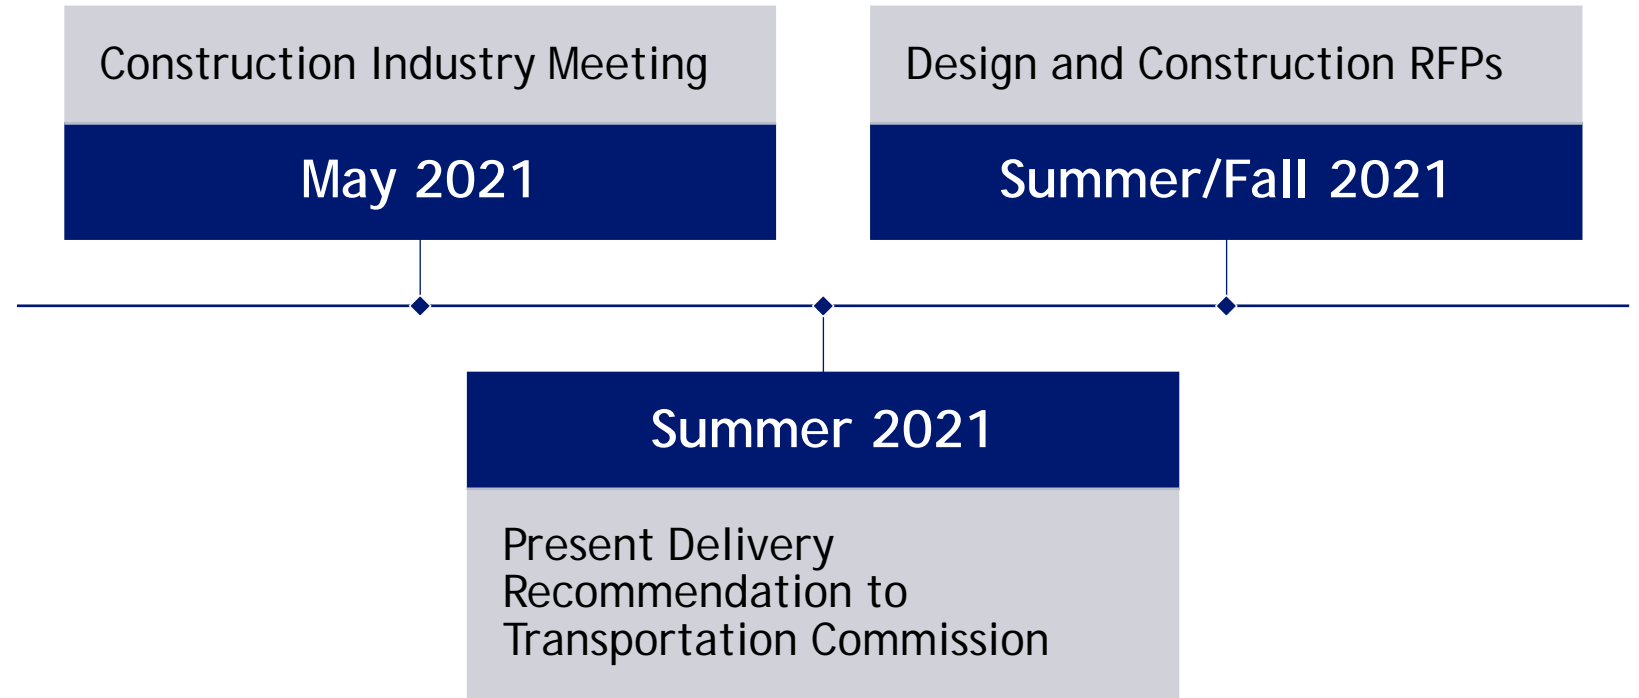 Construction Industry Meeting
May 2021
Design and Construction RFPs
Summer/Fall 2021
Summer 2021
Present Delivery
Recommendation to
Transportation Commission